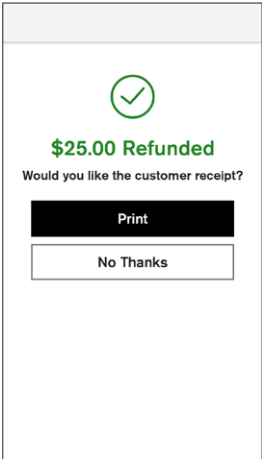 $25.00 Refunded
Would you like the customer receipt?
Print
No Thanks